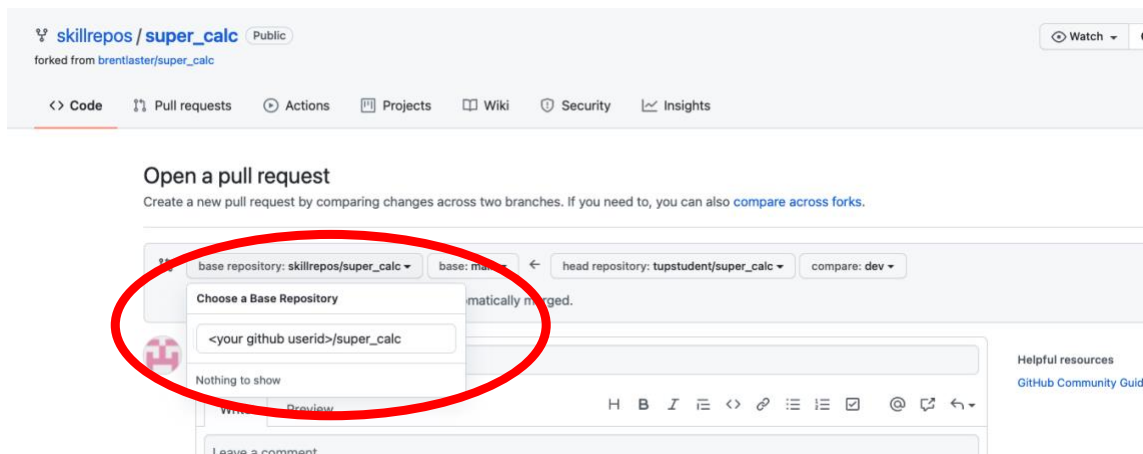 skillrepos / super_calc Public
Watch
forked from brentlaster/super_calc
<> Code Pull requests Actions Projects Wiki Security Insights
Open a pull request
Create a new pull request by comparing changes across two branches. If you need to, you can also compare across forks.
base repository: skillrepos/super_calc base: ← head repository: tupstudent/super_calc compare: dev
Choose a Base Repository
<your github userid>/super_calc
Nothing to show
Helpful resources
GitHub Community
Preview
H B I <> @
Leave a comment